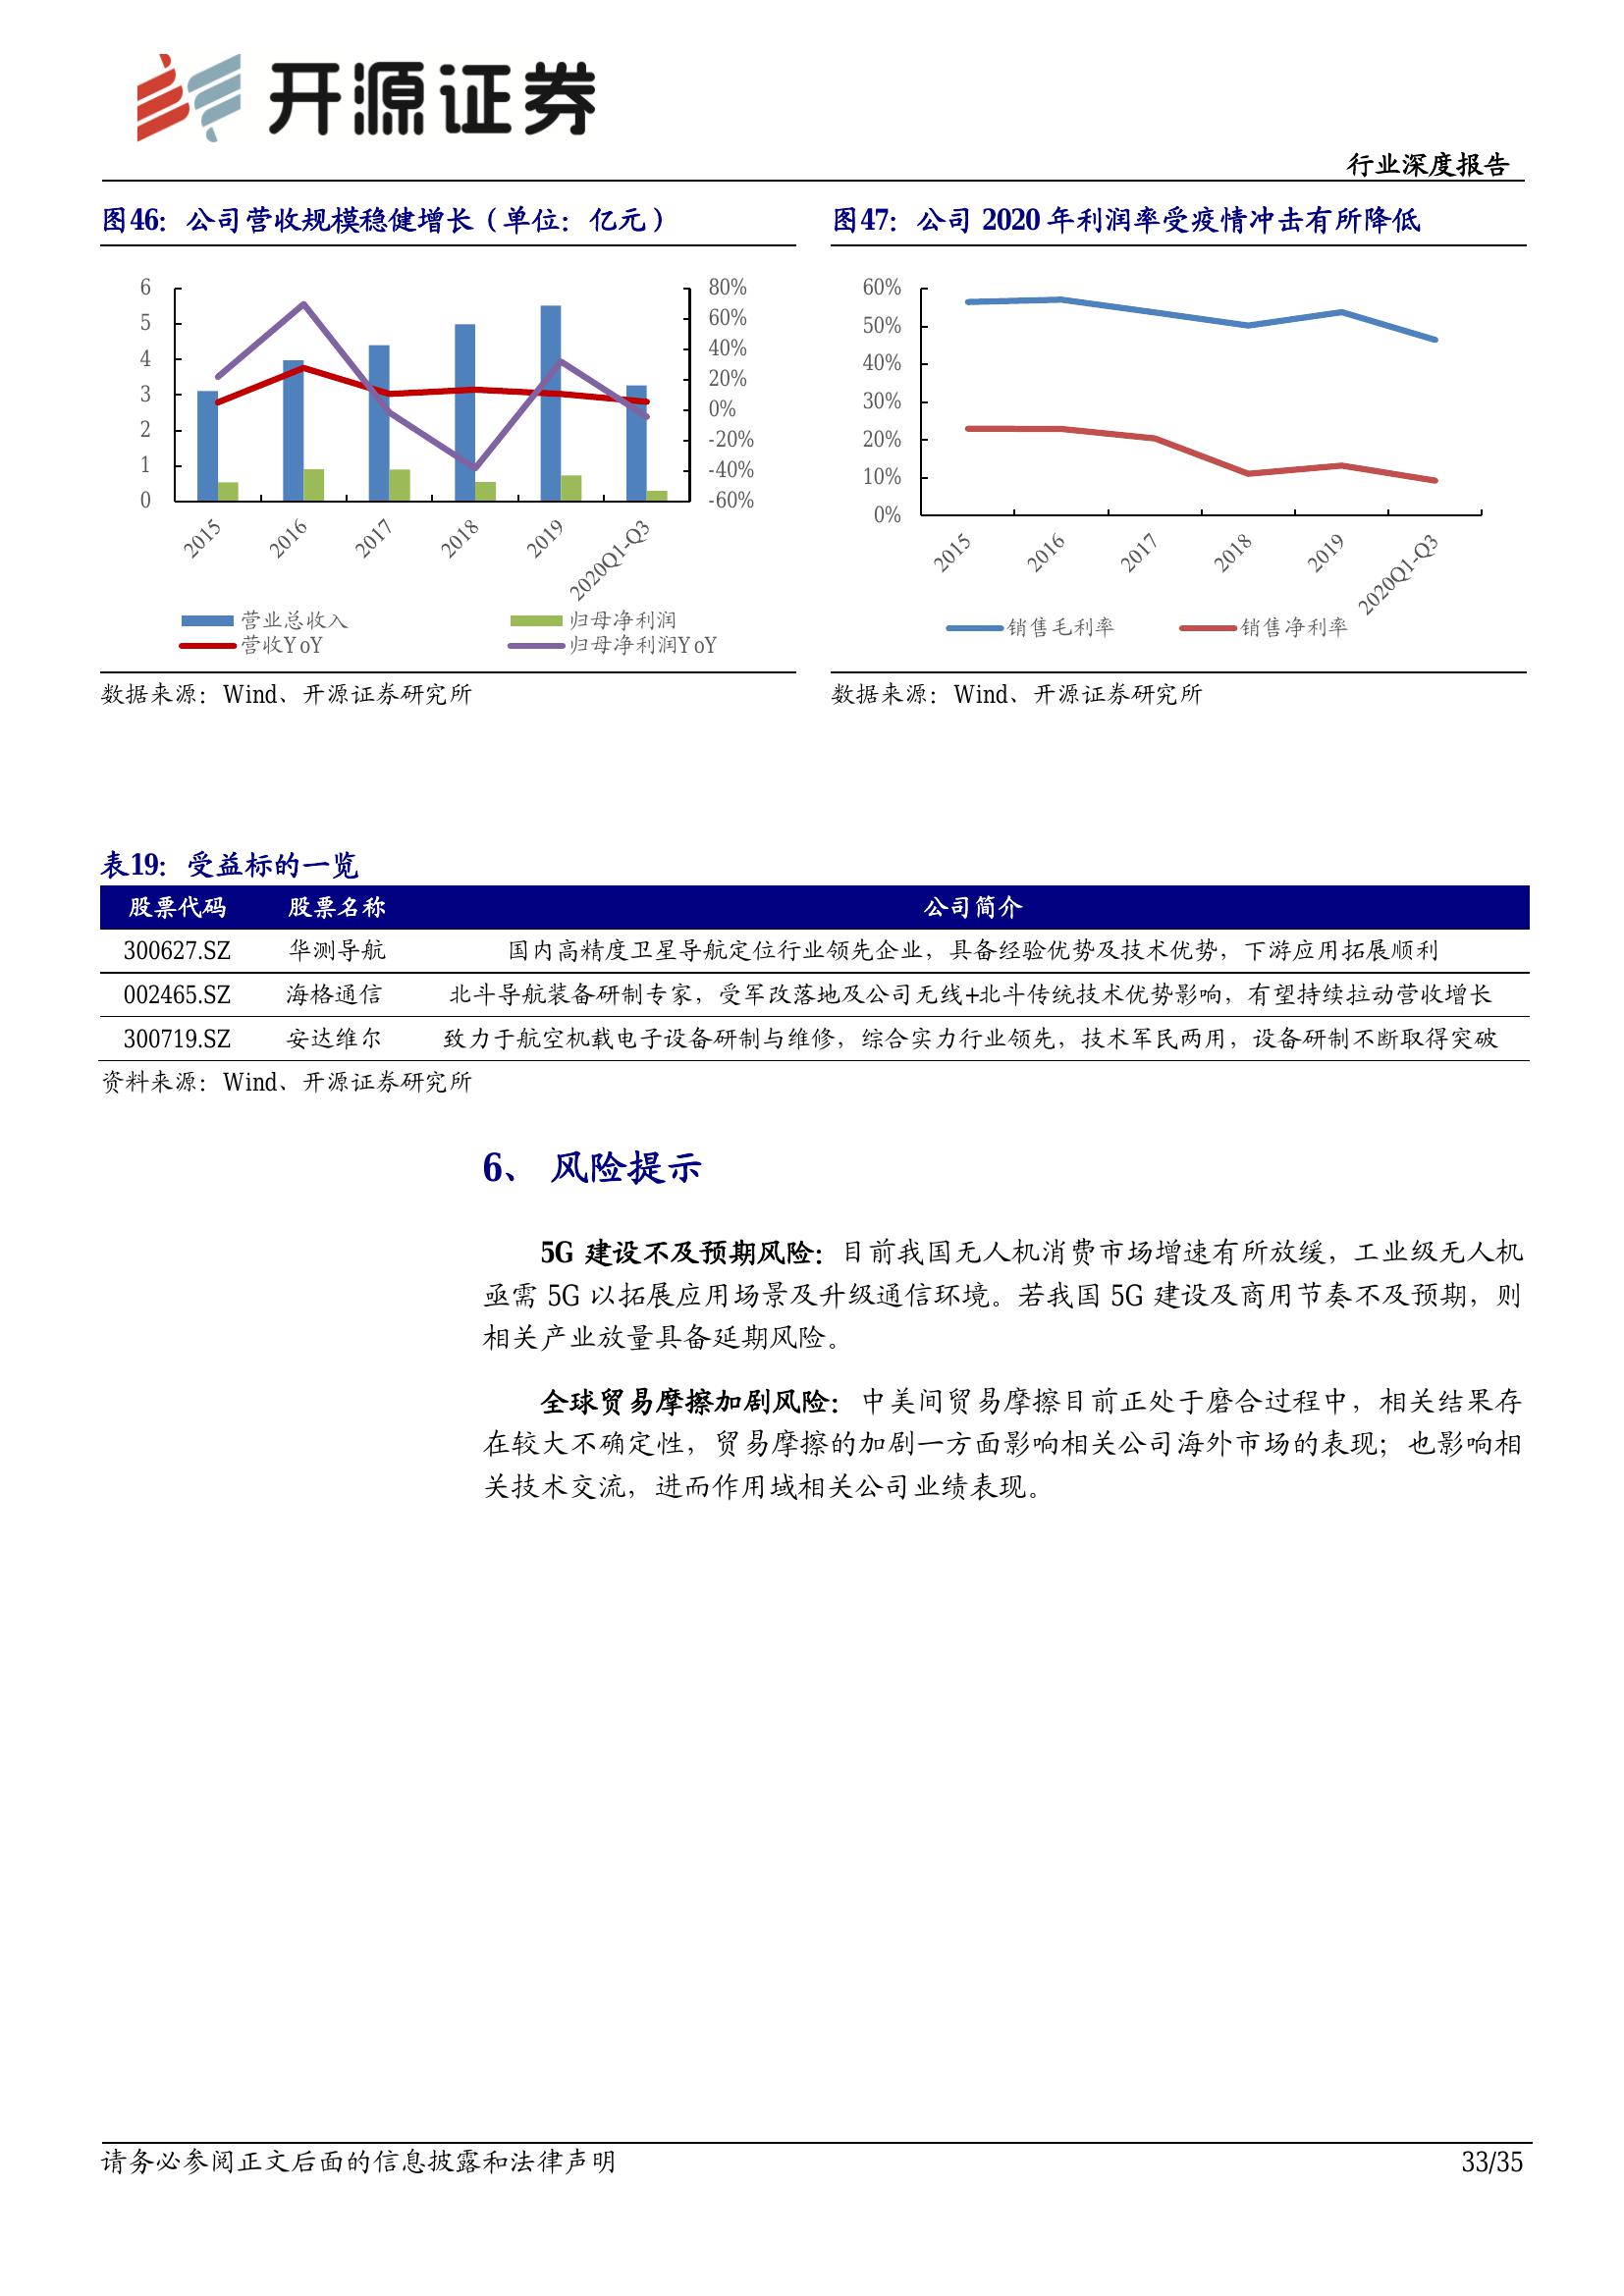 开源证券
行业深度报告
图46：公司营收规模稳健增长（单位：亿元）
6
5
4
3
2
1
0
80%
60%
40%
20%
0%
-20%
-40%
-60%
2015
2016
2017
2018
2019
2020Q1-Q3
营业总收入
归母净利润
营收YoY
归母净利润YoY
数据来源：Wind、开源证券研究所
图47：公司 2020 年利润率受疫情冲击有所降低
60%
50%
40%
30%
20%
10%
0%
2015
2016
2017
2018
2019
2020Q1-Q3
销售毛利率
销售净利率
数据来源：Wind、开源证券研究所
表19：受益标的一览
股票代码 股票名称 公司简介
300627.SZ 华测导航 国内高精度卫星导航定位行业领先企业，具备经验优势及技术优势，下游应用拓展顺利
002465.SZ 海格通信 北斗导航装备研制专家，受军改落地及公司无线+北斗传统技术优势影响，有望持续拉动营收增长
300719.SZ 安达维尔 致力于航空机载电子设备研制与维修，综合实力行业领先，技术军民两用，设备研制不断取得突破
资料来源：Wind、开源证券研究所
6、 风险提示
5G 建设不及预期风险：目前我国无人机消费市场增速有所放缓，工业级无人机
亟需 5G 以拓展应用场景及升级通信环境。若我国 5G 建设及商用节奏不及预期，则
相关产业放量具备延期风险。
全球贸易摩擦加剧风险：中美间贸易摩擦目前正处于磨合过程中，相关结果存
在较大不确定性，贸易摩擦的加剧一方面影响相关公司海外市场的表现；也影响相
关技术交流，进而作用域相关公司业绩表现。
请务必参阅正文后面的信息披露和法律声明
33/35